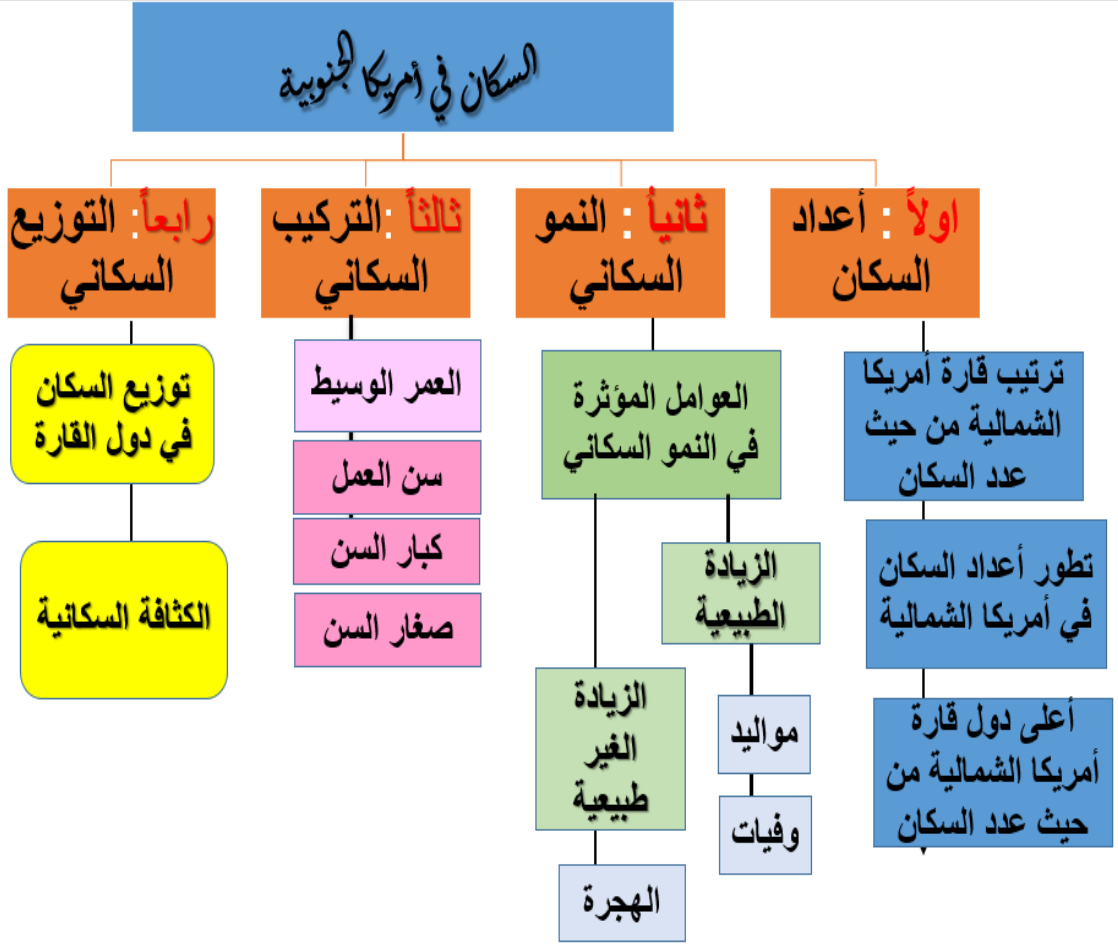 السكان في أمريكا الجنوبية
اولاً : أعداد
السكان
ترتيب قارة أمريكا
الشمالية من حيث
عدد السكان
تطور أعداد السكان
في أمريكا الشمالية
أعلى دول قارة
أمريكا الشمالية من
حيث عدد السكان
ثانياً : النمو
السكاني
العوامل المؤثرة
في النمو السكاني
الزيادة
الطبيعية
مواليد
وفيات
الزيادة
الغير
طبيعية
الهجرة
ثالثاً :التركيب
السكاني
العمر الوسيط
سن العمل
كبار السن
صغار السن
رابعاً: التوزيع
السكاني
توزيع السكان
في دول القارة
الكثافة السكانية